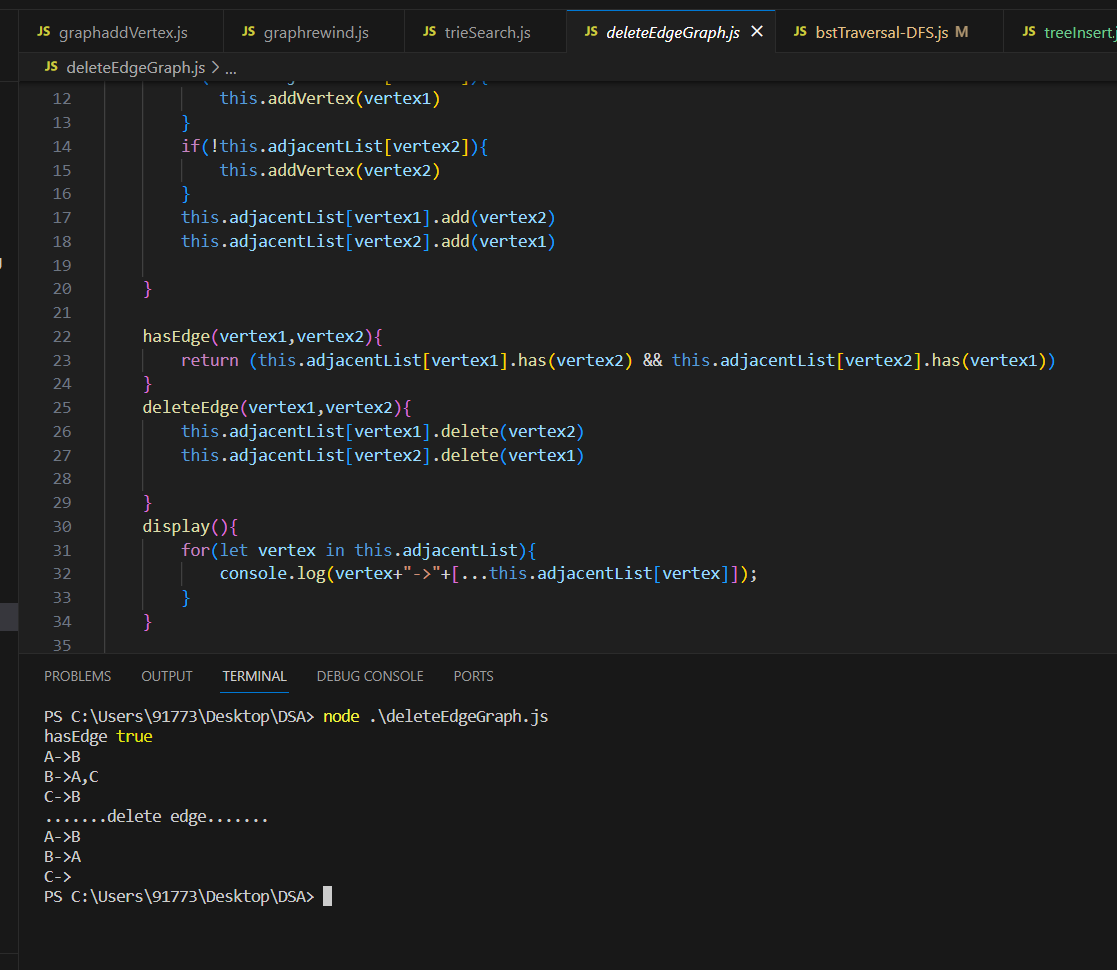 JS graphaddVertex.js JS graphrewind.js JS trieSearch.js JS deleteEdgeGraph.js × JS bstTraversal-DFS.js M JS treeInsert.j
JS deleteEdgeGraph.js > ...
12 this.addVertex(vertex1)
13 }
14 if(!this.adjacentList[vertex2]){
15 this.addVertex(vertex2)
16 }
17 this.adjacentList[vertex1].add(vertex2)
18 this.adjacentList[vertex2].add(vertex1)
19
20 }
21
22 hasEdge(vertex1,vertex2){
23 return (this.adjacentList[vertex1].has(vertex2) && this.adjacentList[vertex2].has(vertex1))
24 }
25 deleteEdge(vertex1,vertex2){
26 this.adjacentList[vertex1].delete(vertex2)
27 this.adjacentList[vertex2].delete(vertex1)
28
29 }
30 display(){
31 for(let vertex in this.adjacentList){
32 console.log(vertex+"->"+[...this.adjacentList[vertex]]);
33 }
34 }
35
PROBLEMS OUTPUT TERMINAL DEBUG CONSOLE PORTS
PS C:\Users\91773\Desktop\DSA> node .\deleteEdgeGraph.js
hasEdge true
A->B
B->A,C
C->B
.......delete edge.......
A->B
B->A
C->
PS C:\Users\91773\Desktop\DSA>